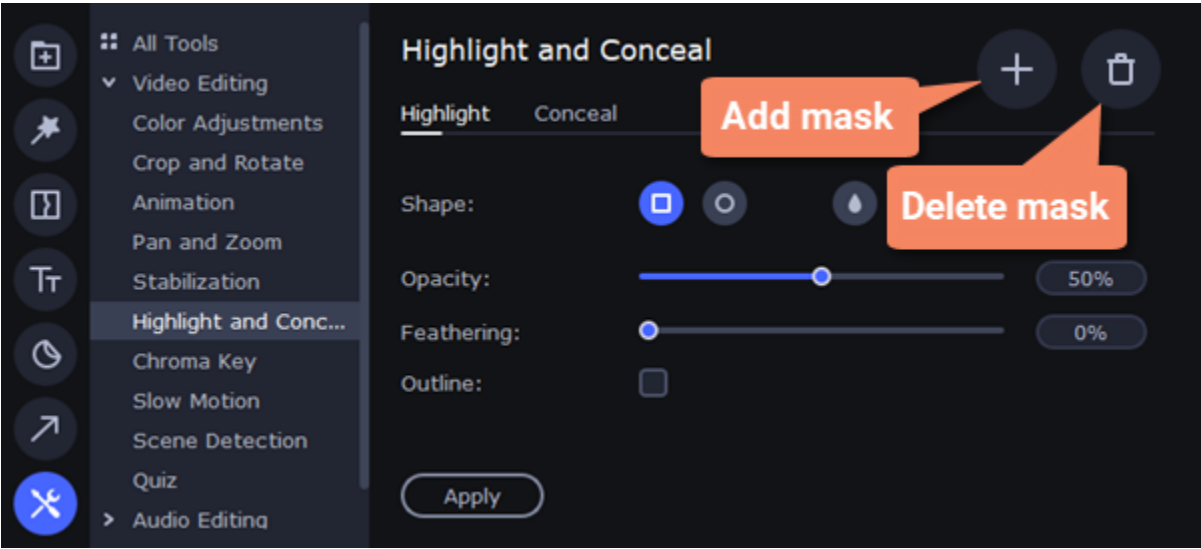 All Tools
Video Editing
Color Adjustments
Crop and Rotate
Animation
Pan and Zoom
Stabilization
Highlight and Conc...
Chroma Key
Slow Motion
Scene Detection
Quiz
Audio Editing
Highlight and Conceal
Add mask
Highlight Conceal
Delete mask
Shape:
Opacity: 50%
Feathering: 0%
Outline:
Apply
TT